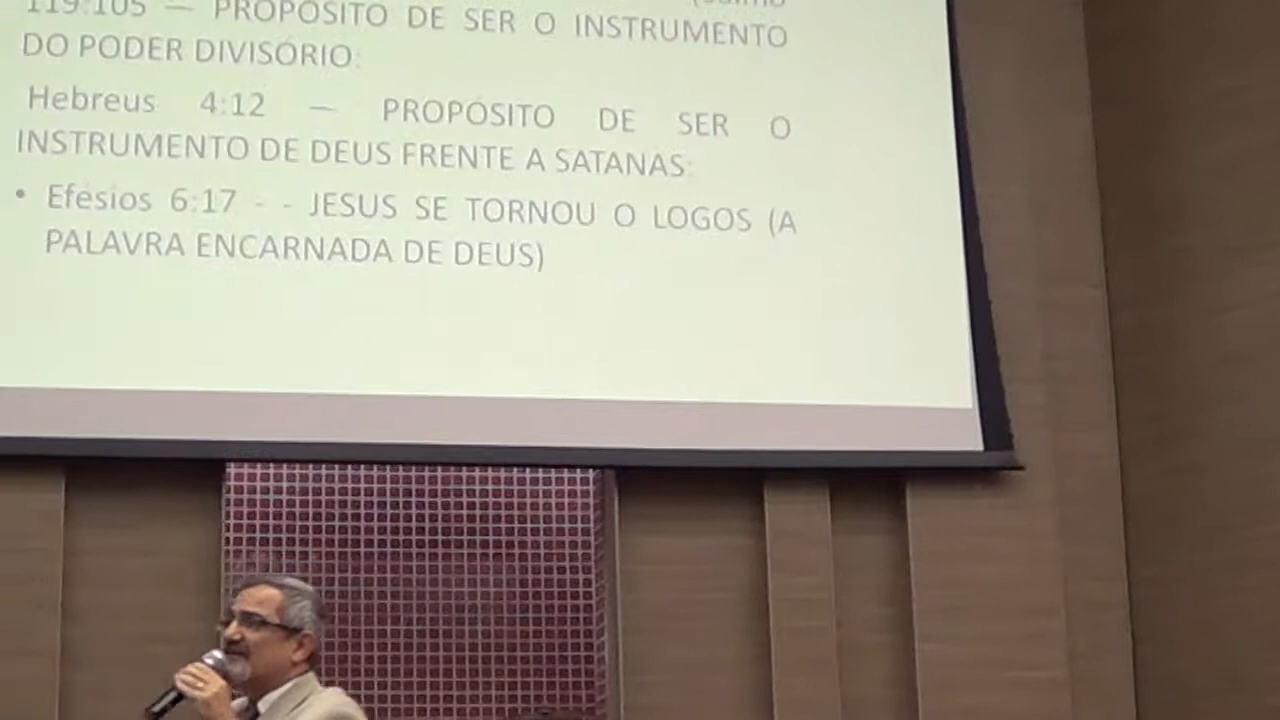 119:105 — PROPÓSITO DE SER O INSTRUMENTO
DO PODER DIVISÓRIO:
Hebreus 4:12 — PROPÓSITO DE SER O
INSTRUMENTO DE DEUS FRENTE A SATANAS:
• Efésios 6:17 - - JESUS SE TORNOU O LOGOS (A
PALAVRA ENCARNADA DE DEUS)